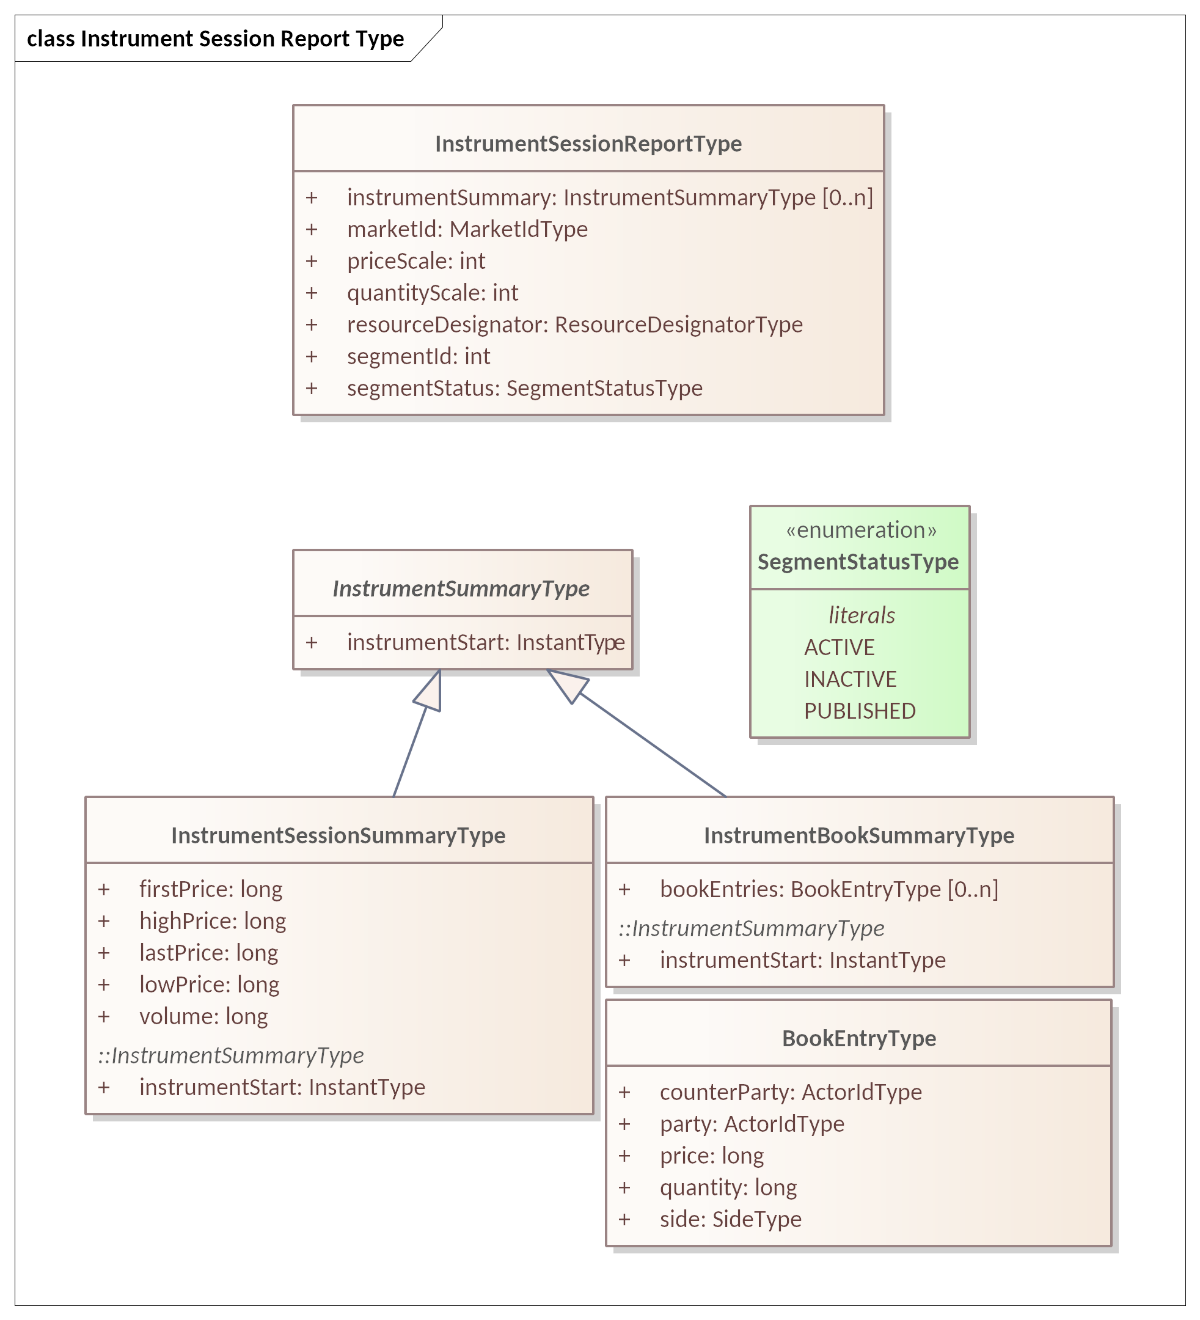 class Instrument Session Report Type
InstrumentSessionReportType
+ instrumentSummary: InstrumentSummaryType [0..n]
+ marketId: MarketIdType
+ priceScale: int
+ quantityScale: int
+ resourceDesignator: ResourceDesignatorType
+ segmentId: int
+ segmentStatus: SegmentStatusType
«enumeration»
SegmentStatusType
literals
ACTIVE
INACTIVE
PUBLISHED
InstrumentSummaryType
+ instrumentStart: InstantType
InstrumentSessionSummaryType
+ firstPrice: long
+ highPrice: long
+ lastPrice: long
+ lowPrice: long
+ volume: long
::InstrumentSummaryType
+ instrumentStart: InstantType
InstrumentBookSummaryType
+ bookEntries: BookEntryType [0..n]
::InstrumentSummaryType
+ instrumentStart: InstantType
BookEntryType
+ counterParty: ActorIdType
+ party: ActorIdType
+ price: long
+ quantity: long
+ side: SideType